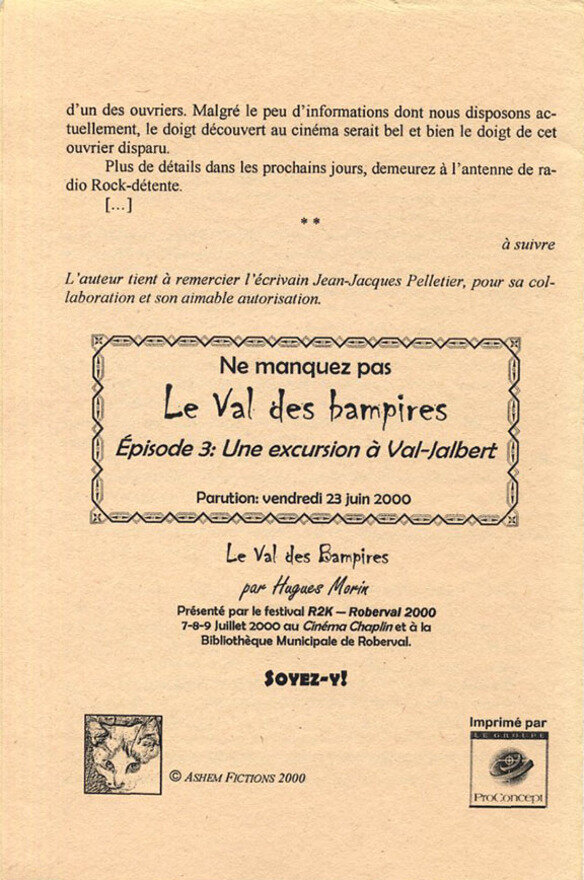 d'un des ouvriers. Malgré le peu d'informations dont nous disposons ac-
tuellement, le doigt découvert au cinéma serait bel et bien le doigt de cet
ouvrier disparu.
Plus de détails dans les prochains jours, demeurez à l'antenne de ra-
dio Rock-détente.
[...]
* *
à suivre
L'auteur tient à remercier l'écrivain Jean-Jacques Pelletier, pour sa col-
laboration et son aimable autorisation.
Ne manquez pas
Le Val des bampires
Épisode 3: Une excursion à Val-Jalbert
Parution: vendredi 23 juin 2000
Le Val des Bampires
par Hugues Morin
Présenté par le festival R2K – Roberval 2000
7-8-9 Juillet 2000 au Cinéma Chaplin et à la
Bibliothèque Municipale de Roberval.
Soyez-y!
© Ashem Fictions 2000
Imprimé par
LE GROUPE
ProConcept